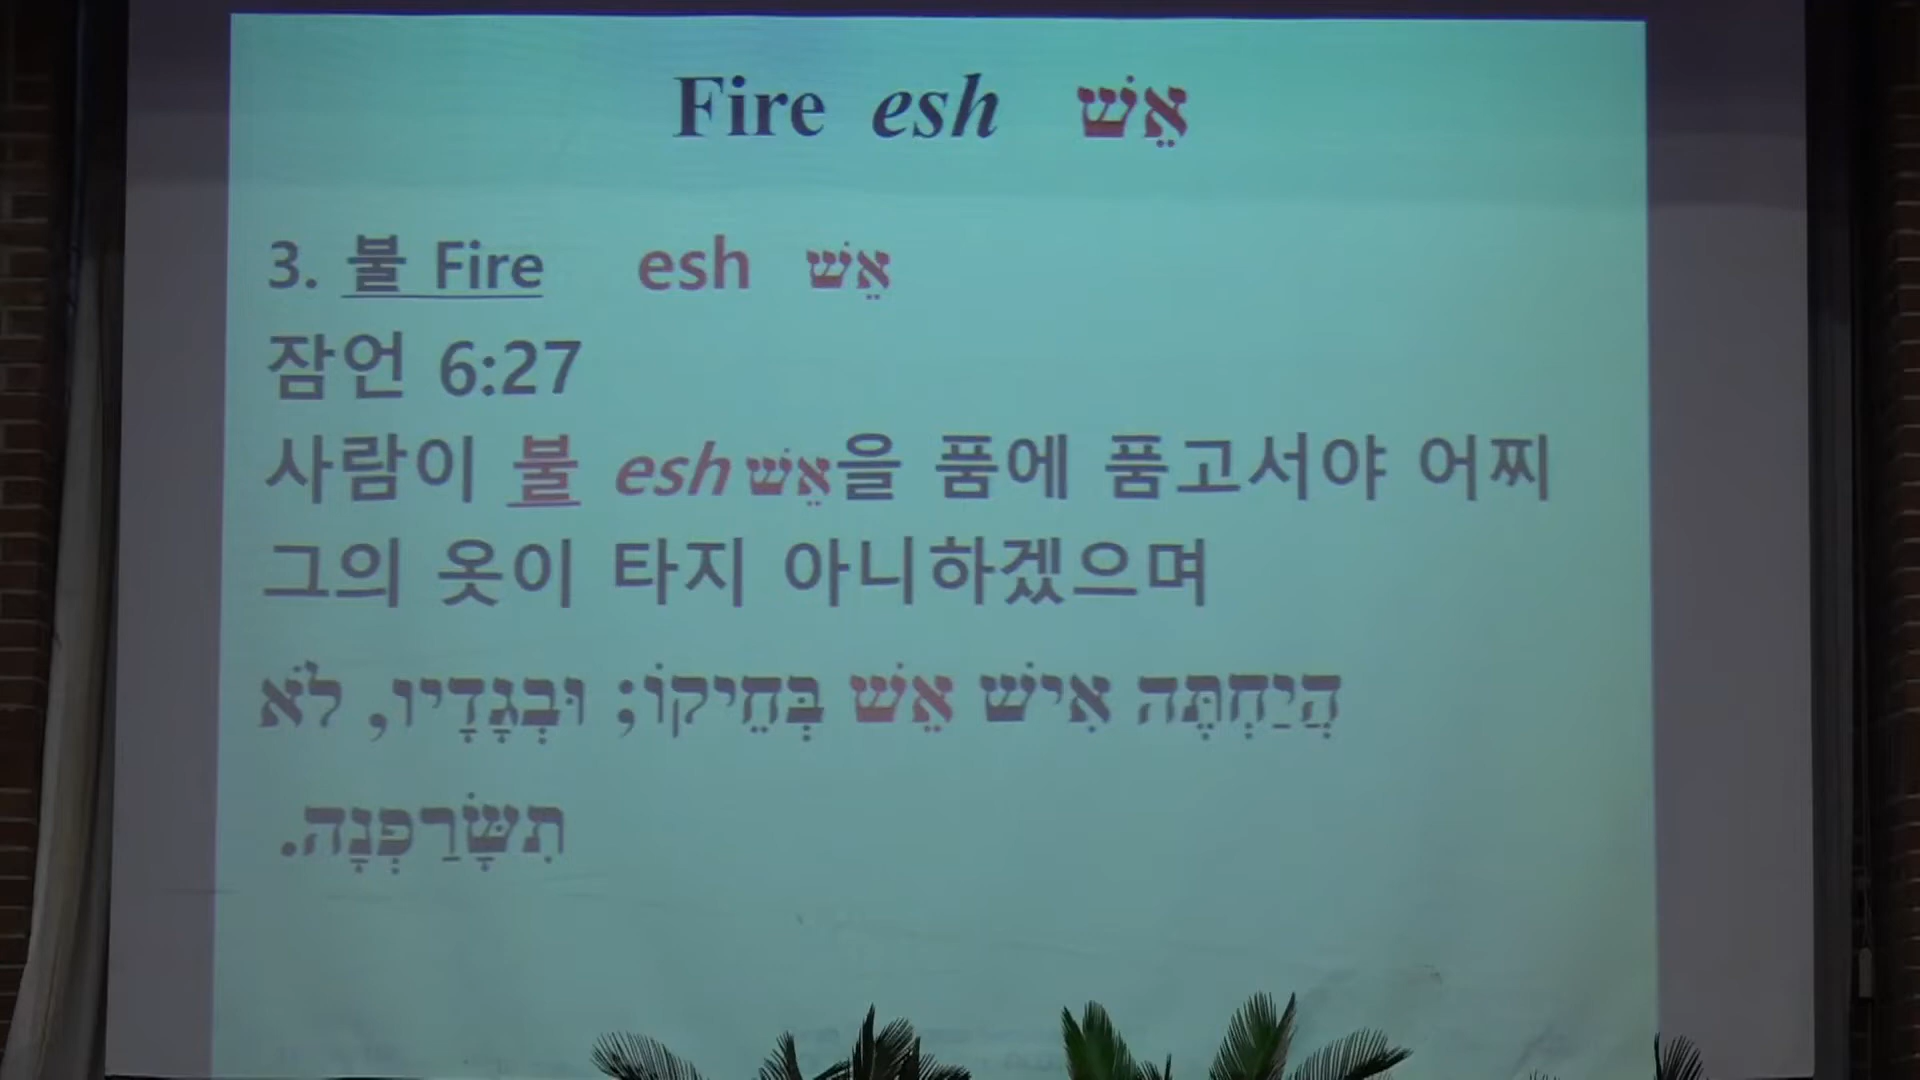 Fire esh אֵשׁ
3. 불 Fire esh אֵשׁ
잠언 6:27
사람이 불 esh אֵשׁ을 품에 품고서야 어찌
그의 옷이 타지 아니하겠으며
הֲיַחְתֶּה אִישׁ אֵשׁ בְּחֵיקוֹ; וּבְגָדָיו, לֹא
תִשָּׂרַפְנָה.